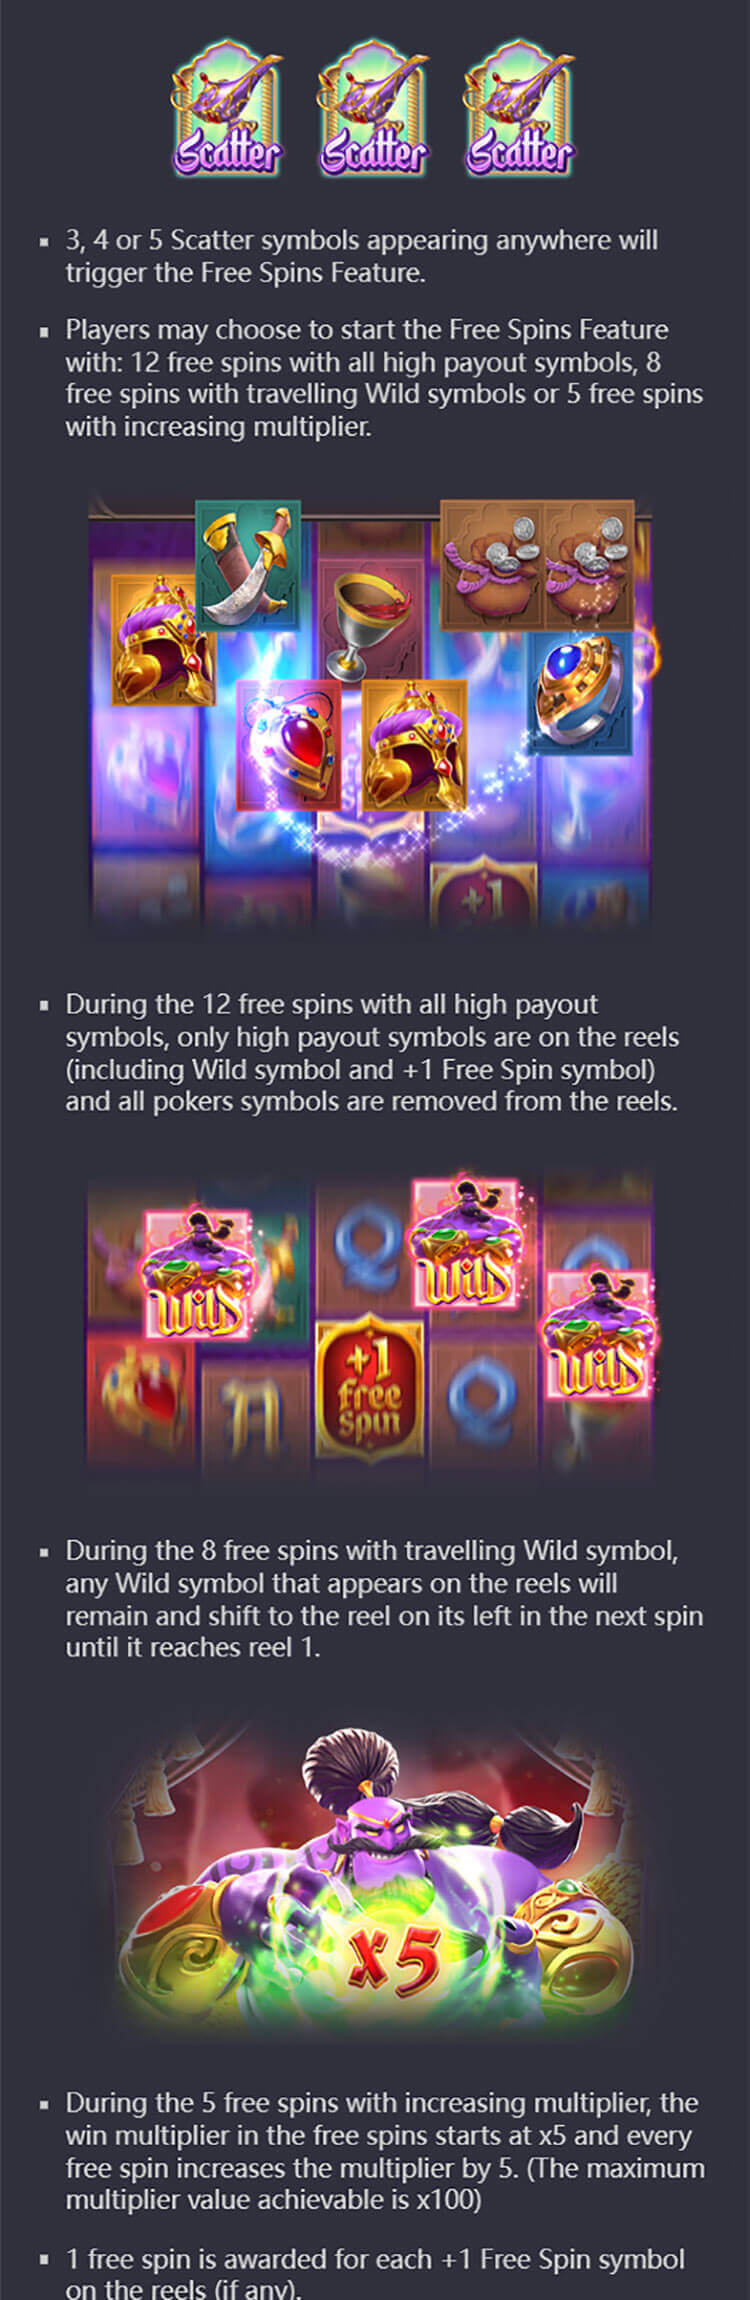 Scatter Scatter Scatter
▪ 3, 4 or 5 Scatter symbols appearing anywhere will
trigger the Free Spins Feature.
▪ Players may choose to start the Free Spins Feature
with: 12 free spins with all high payout symbols, 8
free spins with travelling Wild symbols or 5 free spins
with increasing multiplier.
+1
▪ During the 12 free spins with all high payout
symbols, only high payout symbols are on the reels
(including Wild symbol and +1 Free Spin symbol)
and all pokers symbols are removed from the reels.
Q
Wild
Wild
Wild
+1
free
spin
Q
▪ During the 8 free spins with travelling Wild symbol,
any Wild symbol that appears on the reels will
remain and shift to the reel on its left in the next spin
until it reaches reel 1.
x5
▪ During the 5 free spins with increasing multiplier, the
win multiplier in the free spins starts at x5 and every
free spin increases the multiplier by 5. (The maximum
multiplier value achievable is x100)
▪ 1 free spin is awarded for each +1 Free Spin symbol
on the reels (if any).